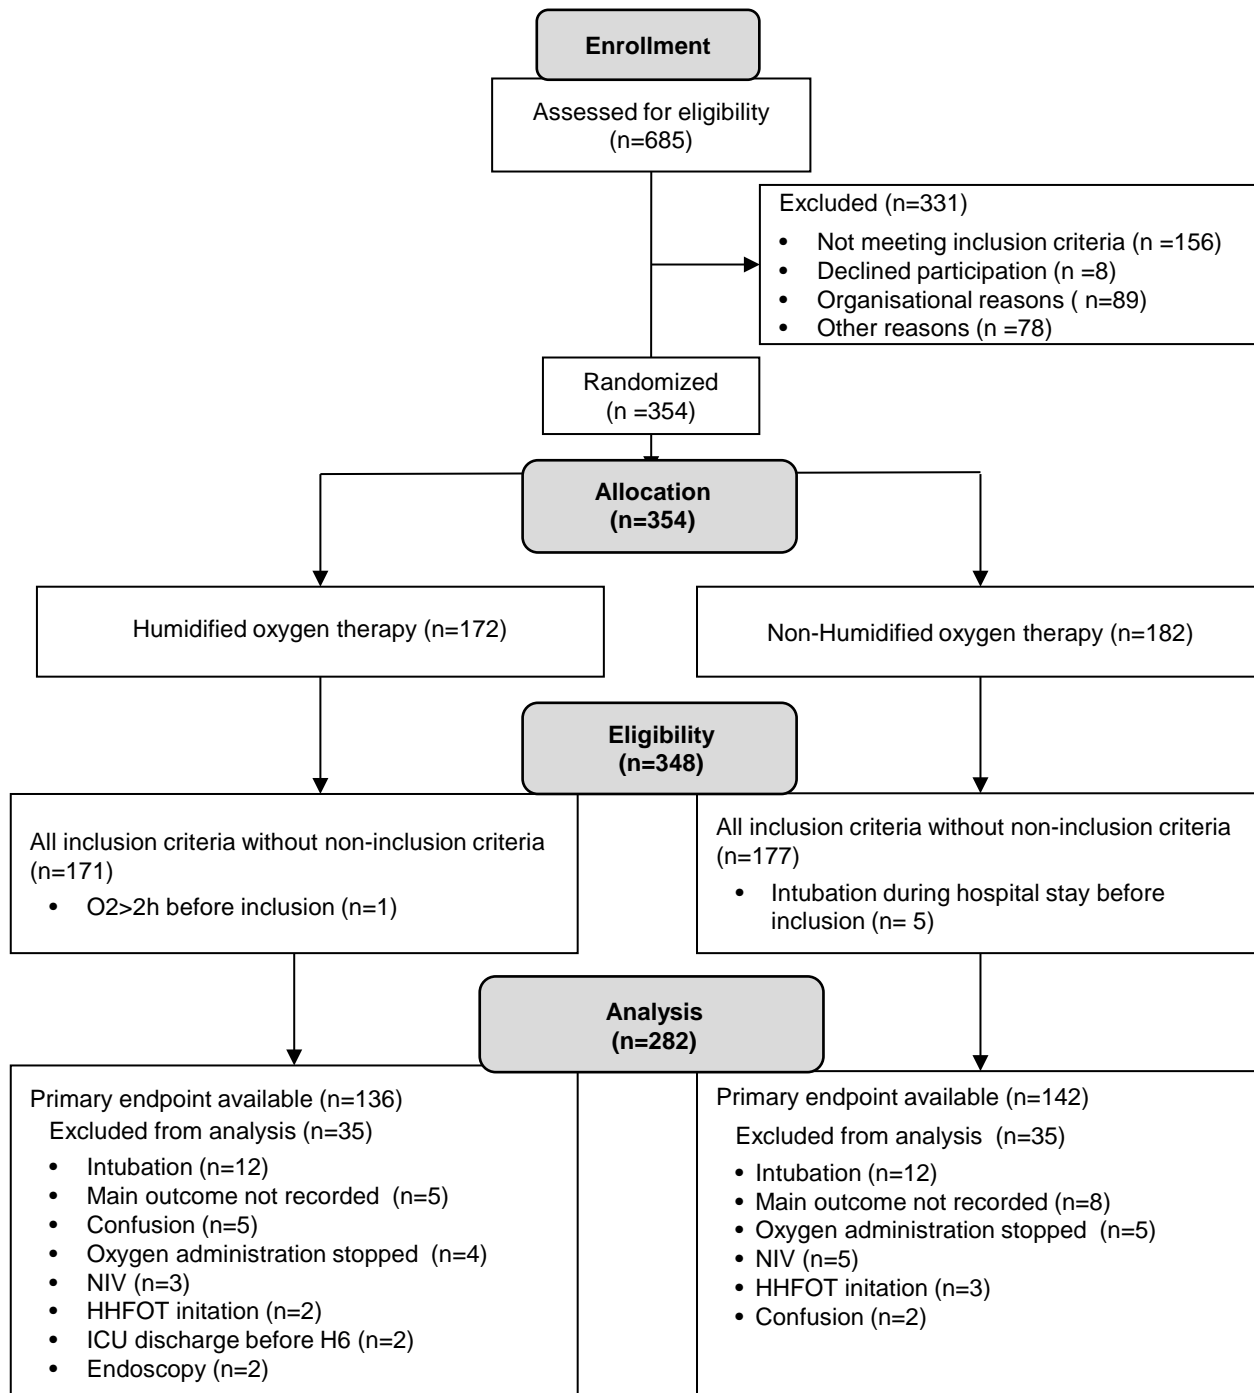 Enrollment
Assessed for eligibility
(n=685)
Excluded (n=331)
• Not meeting inclusion criteria (n =156)
• Declined participation (n =8)
• Organisational reasons ( n=89)
• Other reasons (n =78)
Randomized
(n =354)
Allocation
(n=354)
Humidified oxygen therapy (n=172)
Non-Humidified oxygen therapy (n=182)
Eligibility
(n=348)
All inclusion criteria without non-inclusion criteria
(n=171)
• O2>2h before inclusion (n=1)
All inclusion criteria without non-inclusion criteria
(n=177)
• Intubation during hospital stay before
inclusion (n= 5)
Analysis
(n=282)
Primary endpoint available (n=136)
Excluded from analysis (n=35)
• Intubation (n=12)
• Main outcome not recorded (n=5)
• Confusion (n=5)
• Oxygen administration stopped (n=4)
• NIV (n=3)
• HHFOT initation (n=2)
• ICU discharge before H6 (n=2)
• Endoscopy (n=2)
Primary endpoint available (n=142)
Excluded from analysis (n=35)
• Intubation (n=12)
• Main outcome not recorded (n=8)
• Oxygen administration stopped (n=5)
• NIV (n=5)
• HHFOT initation (n=3)
• Confusion (n=2)